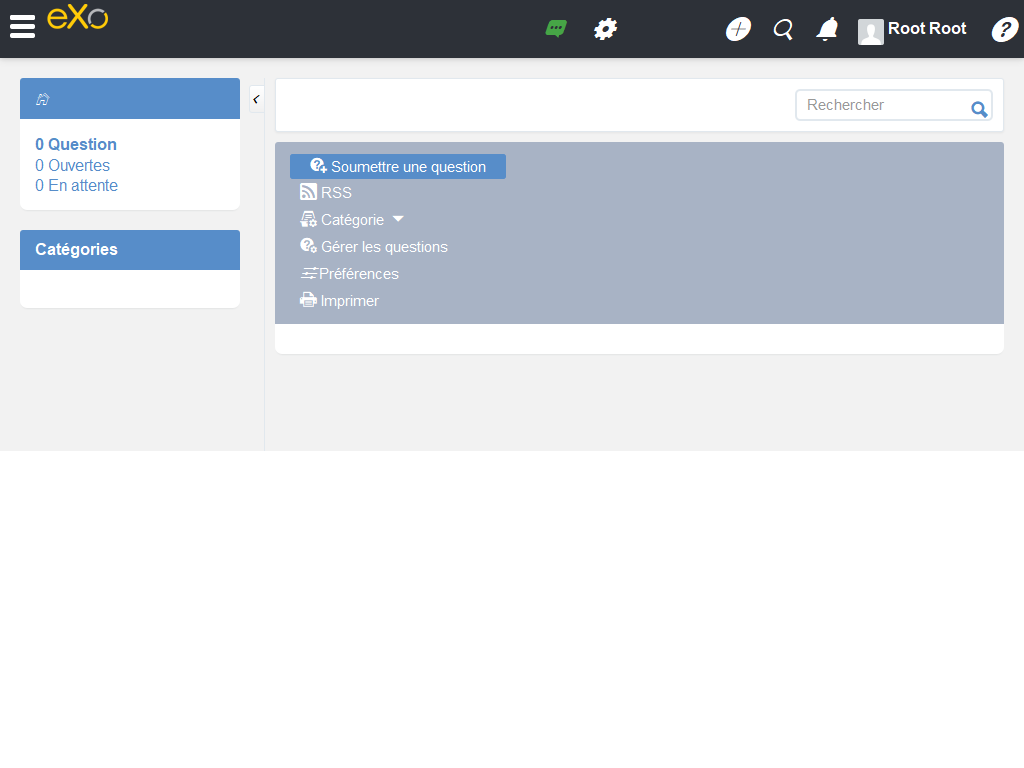 eXo
Root Root
?
0 Question
0 Ouvertes
0 En attente
Catégories
Rechercher
Soumettre une question
RSS
Catégorie
Gérer les questions
Préférences
Imprimer